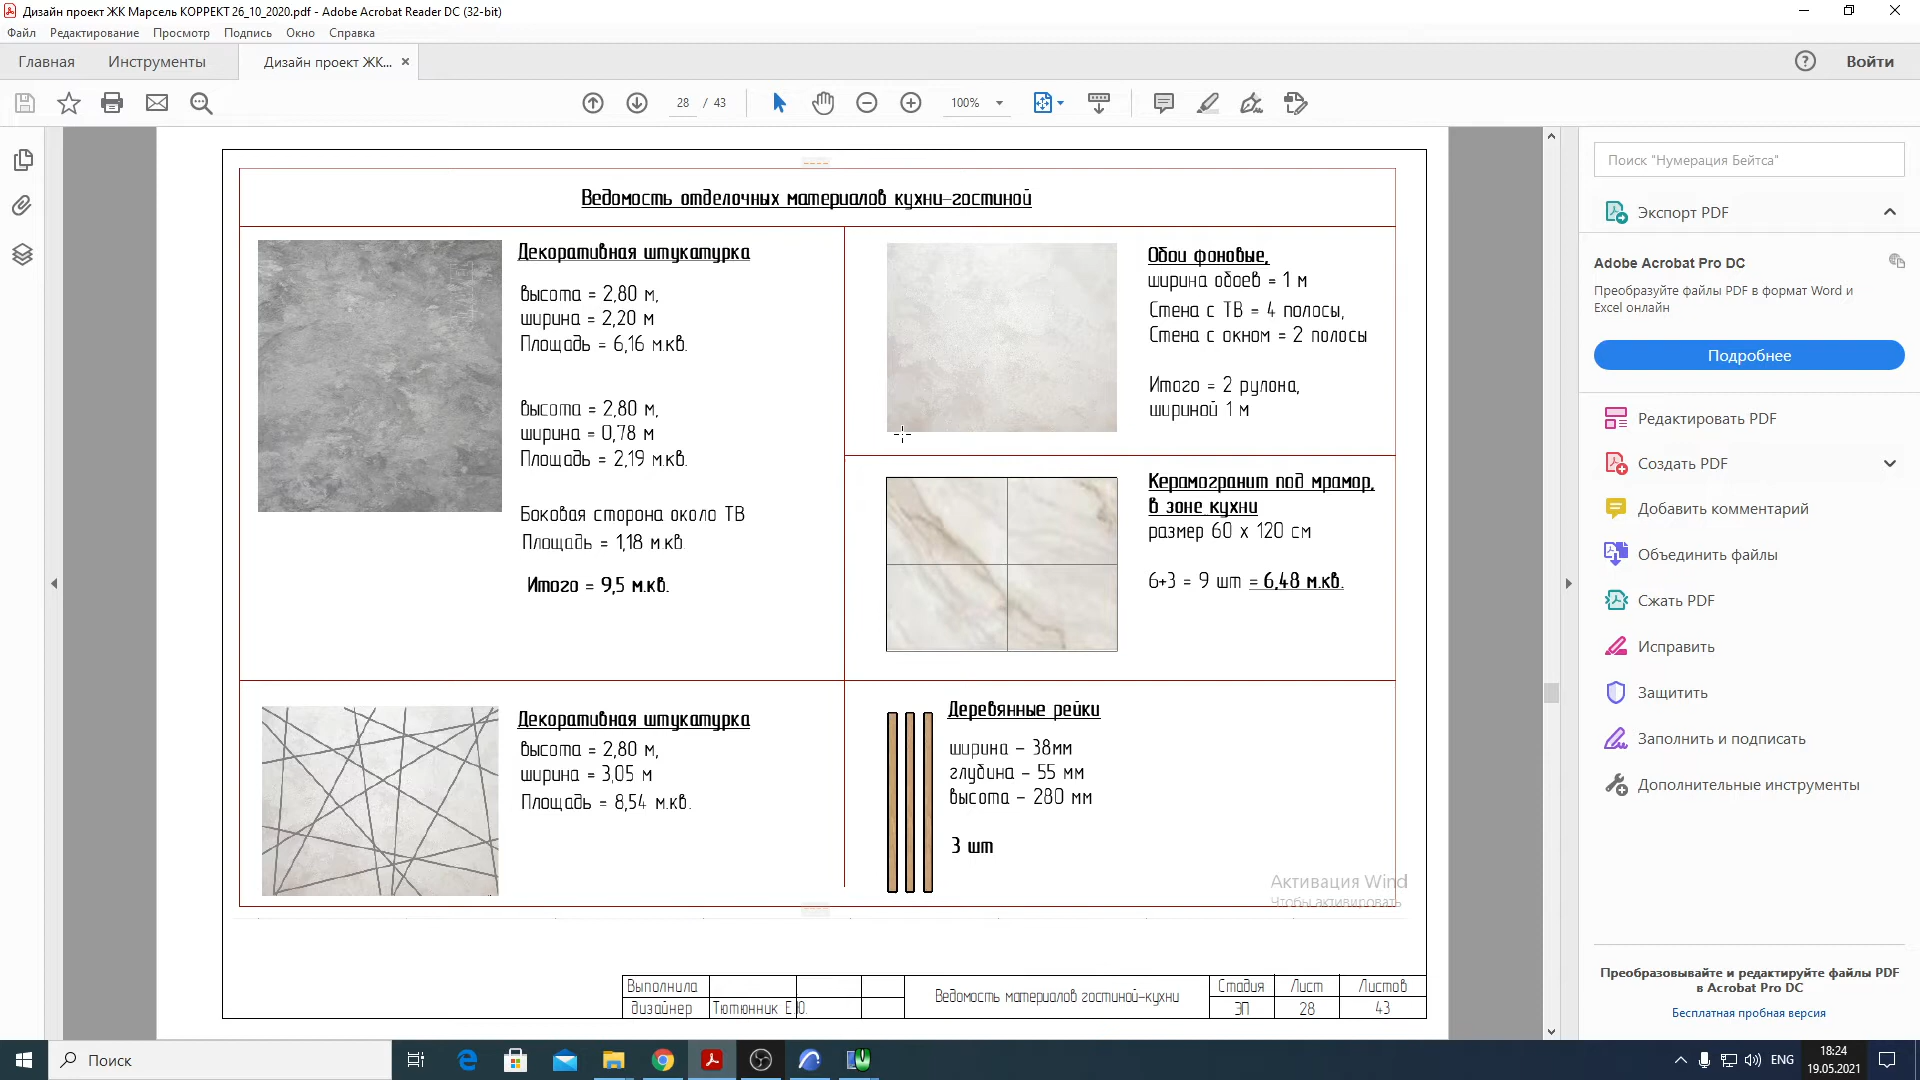 Дизайн проект ЖК Марсель КОРРЕКТ 26_10_2020.pdf - Adobe Acrobat Reader DC (32-bit)
Файл Редактирование Просмотр Подпись Окно Справка
Главная Инструменты Дизайн проект ЖК... × Войти
28 / 43 100%
Ведомость отделочных материалов кухни-гостиной
Декоративная штукатурка
высота = 2,80 м,
ширина = 2,20 м
Площадь = 6,16 м.кв.
высота = 2,80 м,
ширина = 0,78 м
Площадь = 2,19 м.кв.
Боковая сторона около ТВ
Площадь = 1,18 м.кв.
Итого = 9,5 м.кв.
Обои фоновые,
ширина обоев = 1 м
Стена с ТВ = 4 полосы,
Стена с окном = 2 полосы
Итого = 2 рулона,
шириной 1 м
Керамогранит под мрамор,
в зоне кухни
размер 60 х 120 см
6+3 = 9 шт = 6,48 м.кв.
Декоративная штукатурка
высота = 2,80 м,
ширина = 3,05 м
Площадь = 8,54 м.кв.
Деревянные рейки
ширина - 38мм
глубина - 55 мм
высота - 280 мм
3 шт
Активация Wind
Чтобы активировать
Выполнила
дизайнер Тютюнник Е.Ю.
Ведомость материалов гостиной-кухни
Стадия Лист Листов
ЭП 28 43
Поиск "Нумерация Бейтса"
Экспорт PDF
Adobe Acrobat Pro DC
Преобразуйте файлы PDF в формат Word и
Excel онлайн
Подробнее
Редактировать PDF
Создать PDF
Добавить комментарий
Объединить файлы
Сжать PDF
Исправить
Защитить
Заполнить и подписать
Дополнительные инструменты
Преобразовывайте и редактируйте файлы PDF
в Acrobat Pro DC
Бесплатная пробная версия
Поиск
ENG
18:24
19.05.2021